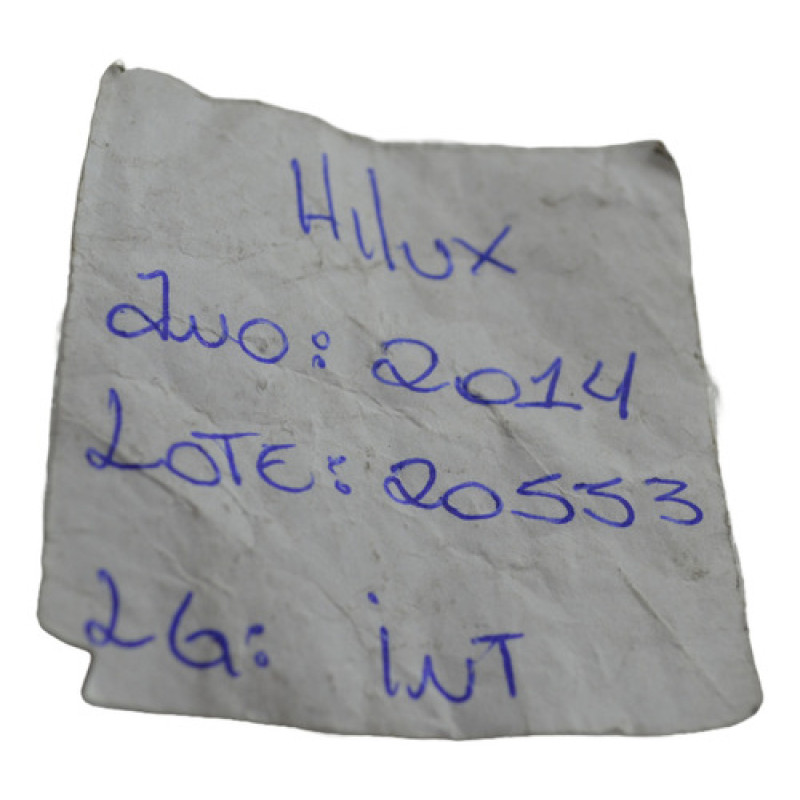 Hilux
Ano: 2014
LOTE: 20553
LG: INT